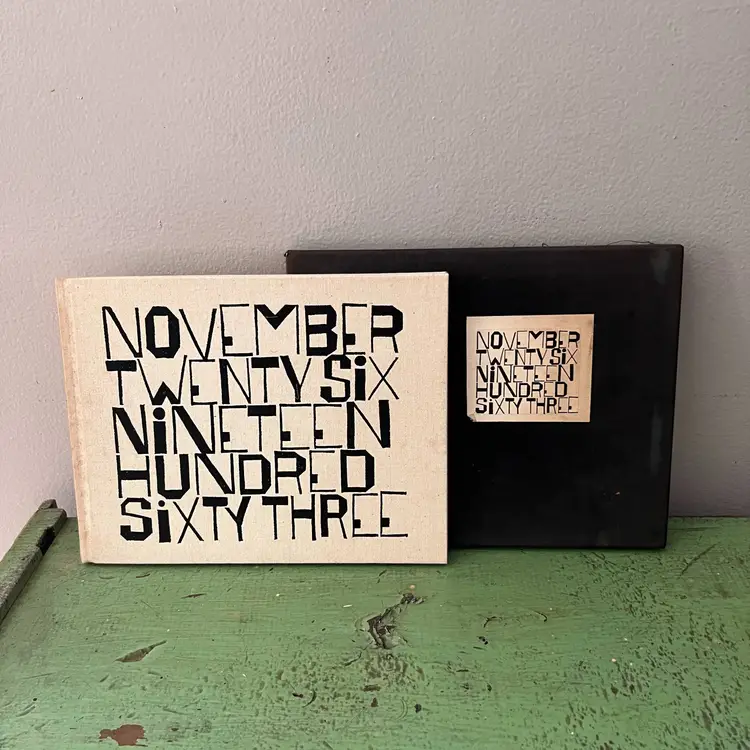 NOVEMBER
TWENTY SiX
NiNETEEN
HUNDRED
SiXTY THREE
NOVEMBER
TWENTY SiX
NiNETEEN
HUNDRED
SiXTY THREE